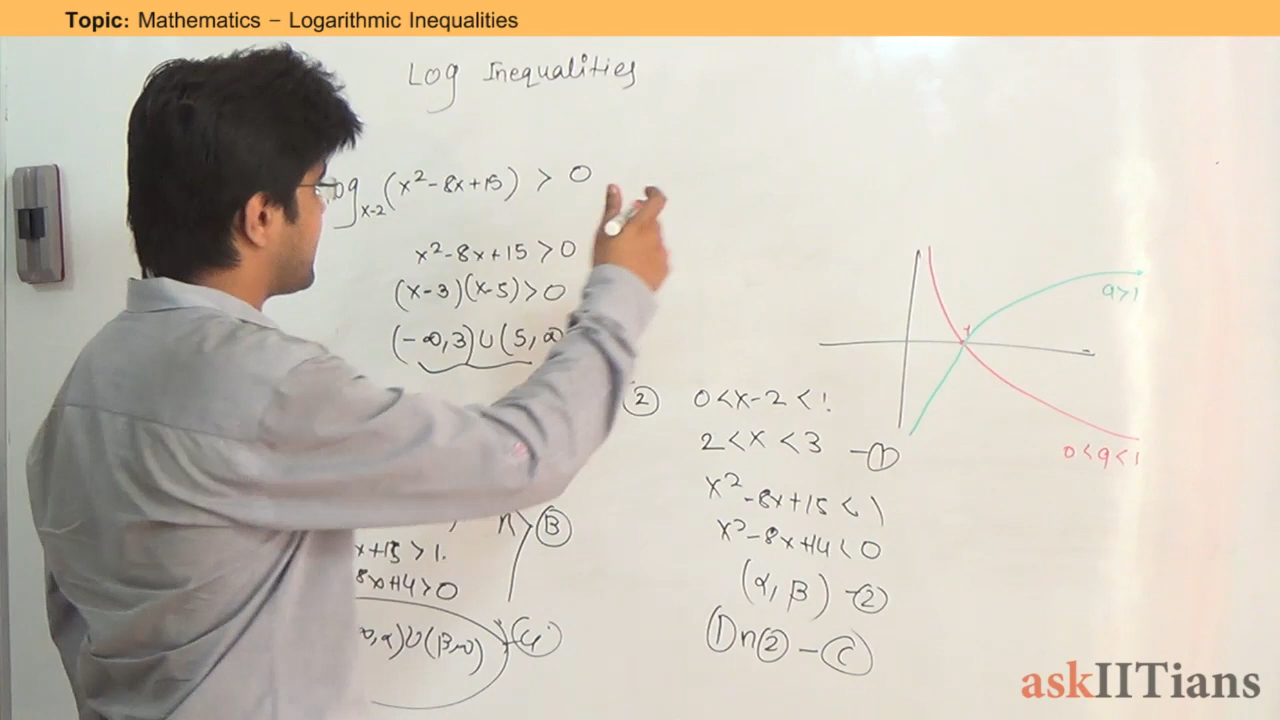 Topic: Mathematics – Logarithmic Inequalities
Log Inequalities
log x-2 (x²-8x+15) > 0
x²-8x+15 > 0
(x-3)(x-5) > 0
(-∞,3)∪(5,∞
② 0<x-2<1.
2<x<3 -①
x²-8x+15<1
x²-8x+14<0
(α, β) -②
①∩② - Ⓒ
Ⓑ
x+15 >1.
8x+14>0
∞,α)∪(β,∞)
1
a>1
0<a<1
askIITians